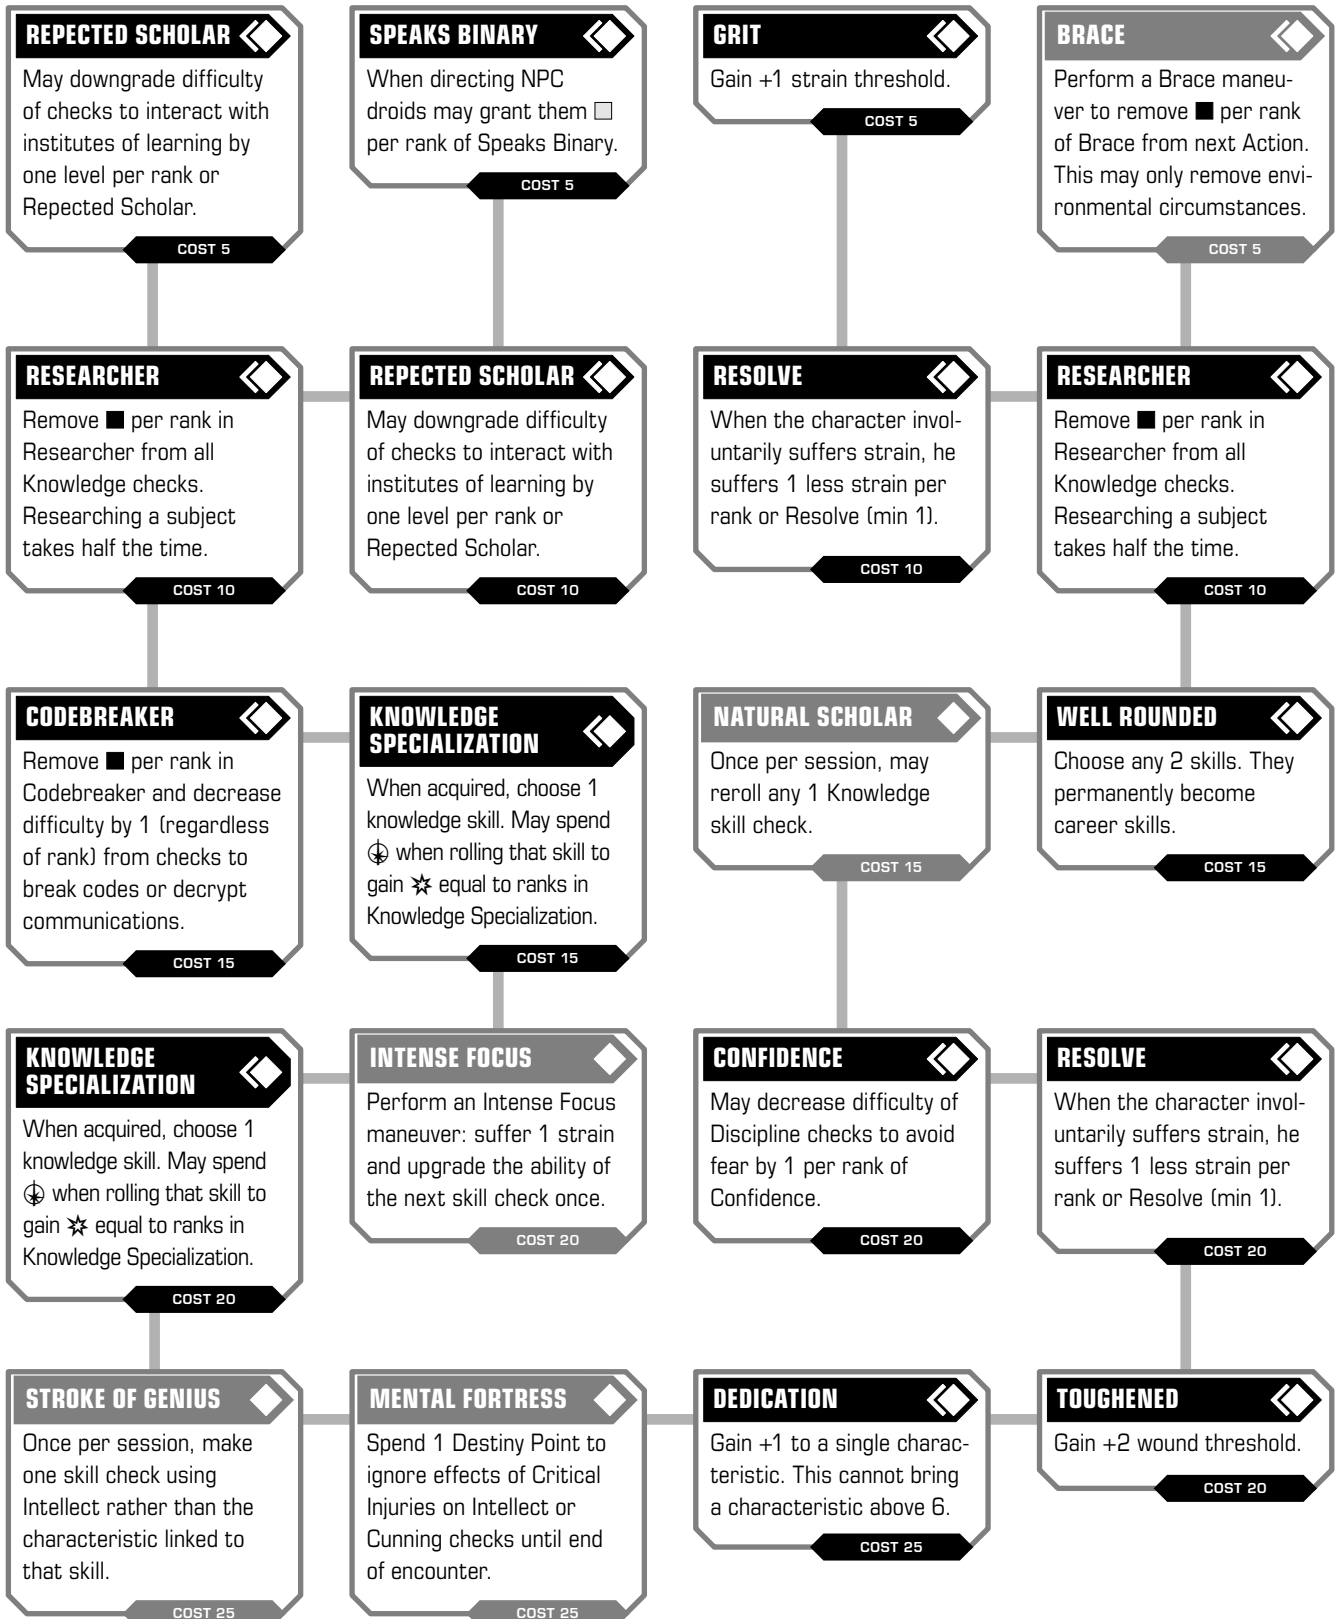 REPECTED SCHOLAR
May downgrade difficulty
of checks to interact with
institutes of learning by
one level per rank or
Repected Scholar.
COST 5
SPEAKS BINARY
When directing NPC
droids may grant them □
per rank of Speaks Binary.
COST 5
GRIT
Gain +1 strain threshold.
COST 5
BRACE
Perform a Brace maneu-
ver to remove ■ per rank
of Brace from next Action.
This may only remove envi-
ronmental circumstances.
COST 5
RESEARCHER
Remove ■ per rank in
Researcher from all
Knowledge checks.
Researching a subject
takes half the time.
COST 10
REPECTED SCHOLAR
May downgrade difficulty
of checks to interact with
institutes of learning by
one level per rank or
Repected Scholar.
COST 10
RESOLVE
When the character invol-
untarily suffers strain, he
suffers 1 less strain per
rank or Resolve (min 1).
COST 10
RESEARCHER
Remove ■ per rank in
Researcher from all
Knowledge checks.
Researching a subject
takes half the time.
COST 10
CODEBREAKER
Remove ■ per rank in
Codebreaker and decrease
difficulty by 1 (regardless
of rank) from checks to
break codes or decrypt
communications.
COST 15
KNOWLEDGE
SPECIALIZATION
When acquired, choose 1
knowledge skill. May spend
when rolling that skill to
gain equal to ranks in
Knowledge Specialization.
COST 15
NATURAL SCHOLAR
Once per session, may
reroll any 1 Knowledge
skill check.
COST 15
WELL ROUNDED
Choose any 2 skills. They
permanently become
career skills.
COST 15
KNOWLEDGE
SPECIALIZATION
When acquired, choose 1
knowledge skill. May spend
when rolling that skill to
gain equal to ranks in
Knowledge Specialization.
COST 20
INTENSE FOCUS
Perform an Intense Focus
maneuver: suffer 1 strain
and upgrade the ability of
the next skill check once.
COST 20
CONFIDENCE
May decrease difficulty of
Discipline checks to avoid
fear by 1 per rank of
Confidence.
COST 20
RESOLVE
When the character invol-
untarily suffers strain, he
suffers 1 less strain per
rank or Resolve (min 1).
COST 20
STROKE OF GENIUS
Once per session, make
one skill check using
Intellect rather than the
characteristic linked to
that skill.
COST 25
MENTAL FORTRESS
Spend 1 Destiny Point to
ignore effects of Critical
Injuries on Intellect or
Cunning checks until end
of encounter.
COST 25
DEDICATION
Gain +1 to a single charac-
teristic. This cannot bring
a characteristic above 6.
COST 25
TOUGHENED
Gain +2 wound threshold.
COST 20